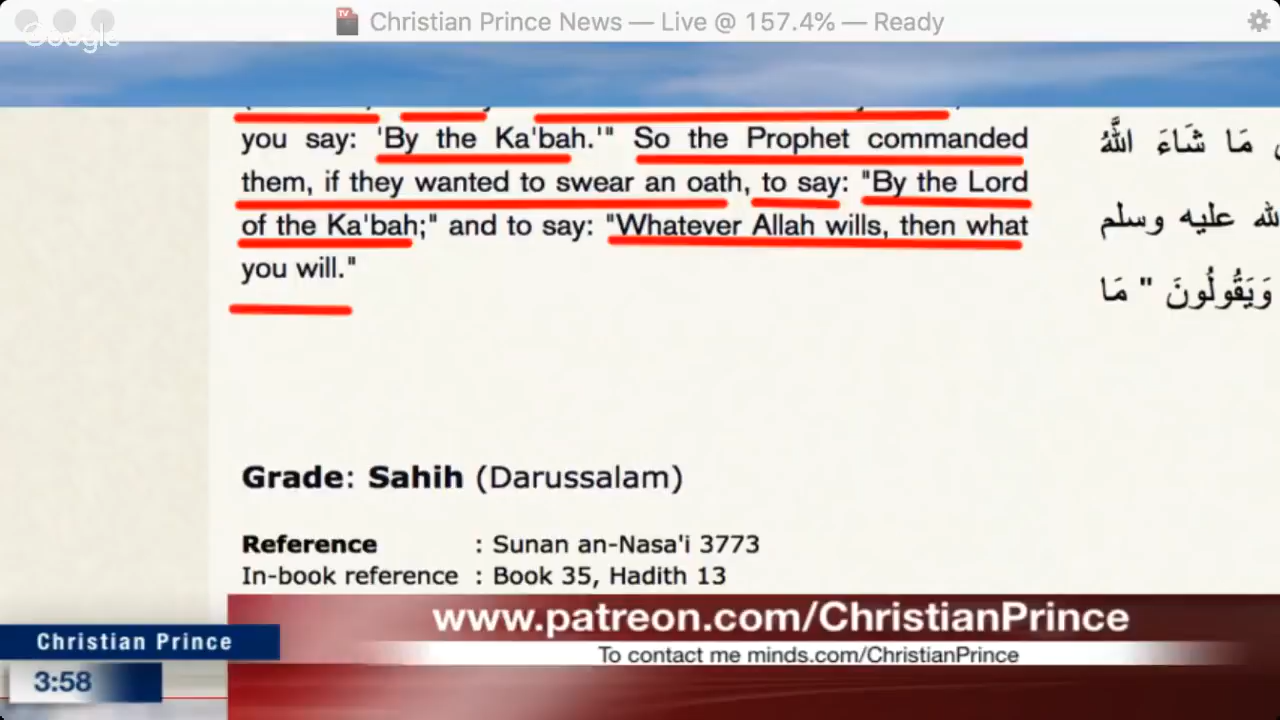 Christian Prince News — Live @ 157.4% — Ready
Google
you say: 'By the Ka'bah.'" So the Prophet commanded
them, if they wanted to swear an oath, to say: "By the Lord
of the Ka'bah;" and to say: "Whatever Allah wills, then what
you will."
مَا شَاءَ اللَّهُ
الله عليه وسلم
وَيَقُولُونَ " مَا
Grade: Sahih (Darussalam)
Reference : Sunan an-Nasa'i 3773
In-book reference : Book 35, Hadith 13
www.patreon.com/ChristianPrince
To contact me minds.com/ChristianPrince
Christian Prince
3:58